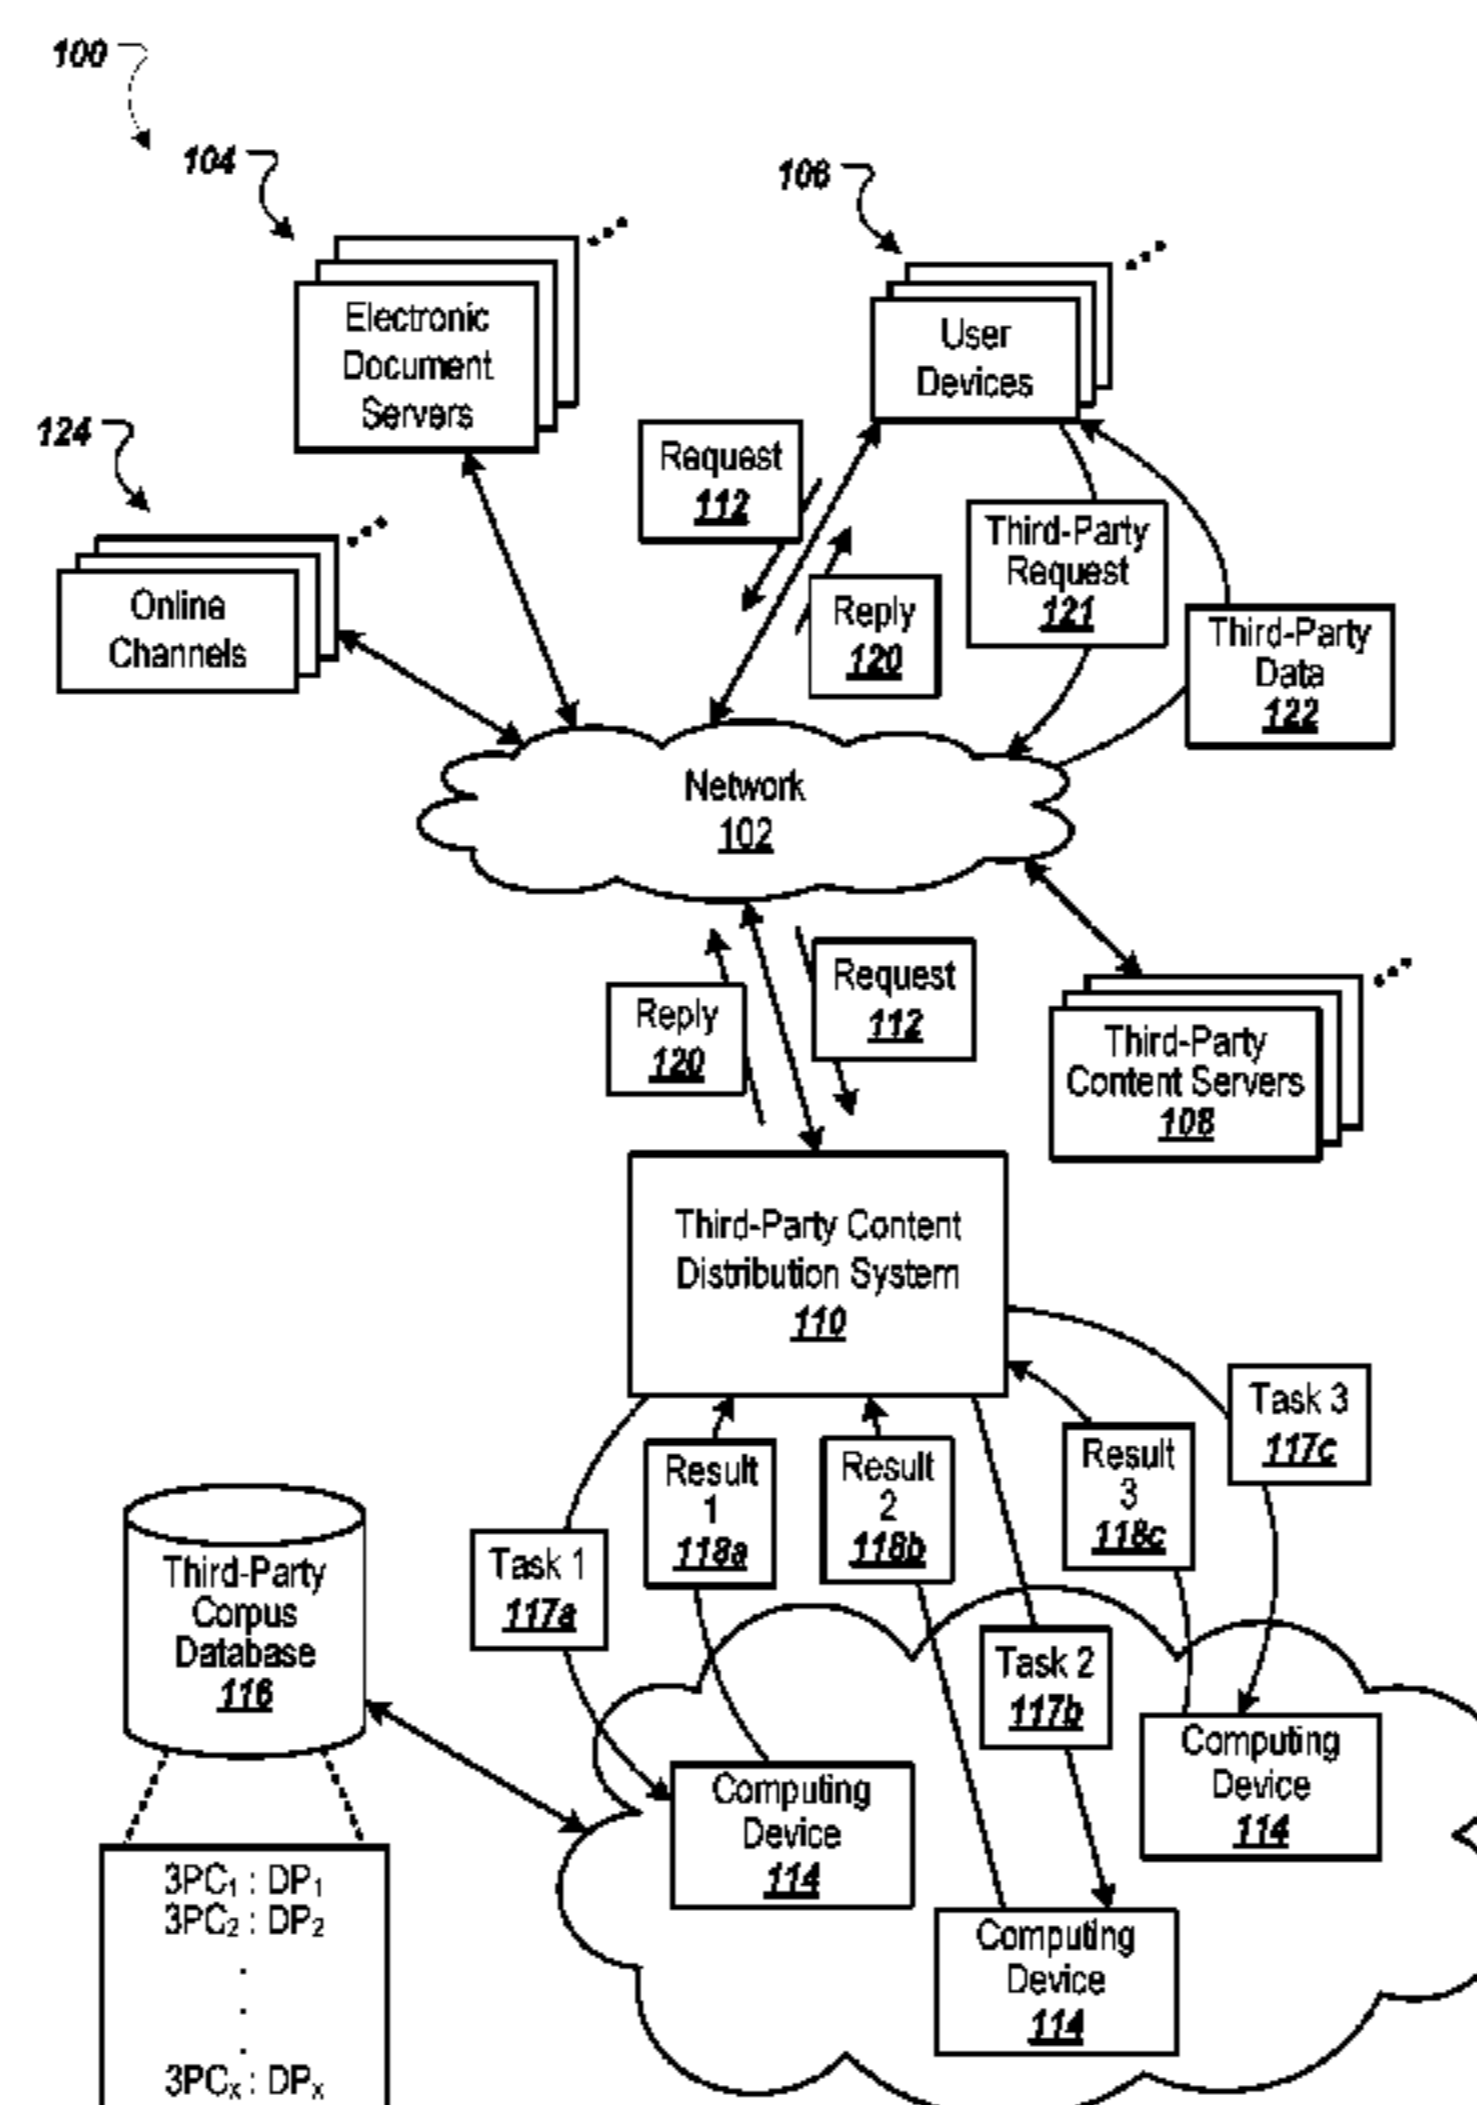 100
104
106
Electronic
Document
Servers
User
Devices
124
Request
112
Third-Party
Request
121
Online
Channels
Reply
120
Third-Party
Data
122
Network
102
Request
112
Reply
120
Third-Party
Content Servers
108
Third-Party Content
Distribution System
110
Task 3
117c
Result
1
118a
Result
2
118b
Result
3
118c
Task 1
117a
Third-Party
Corpus
Database
116
Task 2
117b
Computing
Device
114
Computing
Device
114
Computing
Device
114
3PC₁ : DP₁
3PC₂ : DP₂
.
.
.
3PCₓ : DPₓ